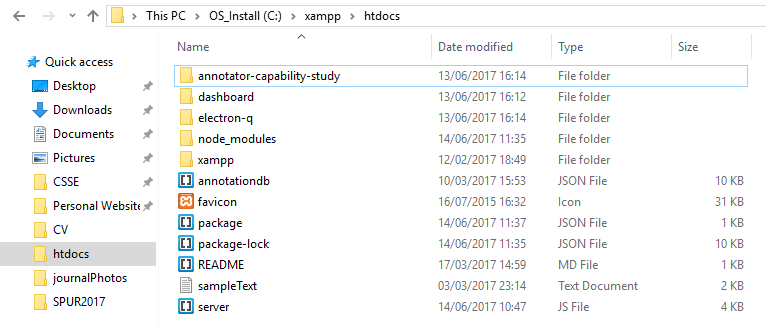 This PC > OS_Install (C:) > xampp > htdocs
Name Date modified Type Size
Quick access
Desktop
Downloads
Documents
Pictures
CSSE
Personal Website
CV
htdocs
journalPhotos
SPUR2017
annotator-capability-study 13/06/2017 16:14 File folder
dashboard 13/06/2017 16:12 File folder
electron-q 13/06/2017 16:14 File folder
node_modules 14/06/2017 11:35 File folder
xampp 12/02/2017 18:49 File folder
annotationdb 10/03/2017 15:53 JSON File 10 KB
favicon 16/07/2015 16:32 Icon 31 KB
package 14/06/2017 11:37 JSON File 1 KB
package-lock 14/06/2017 11:35 JSON File 10 KB
README 17/03/2017 14:59 MD File 1 KB
sampleText 03/03/2017 23:14 Text Document 2 KB
server 14/06/2017 10:47 JS File 4 KB